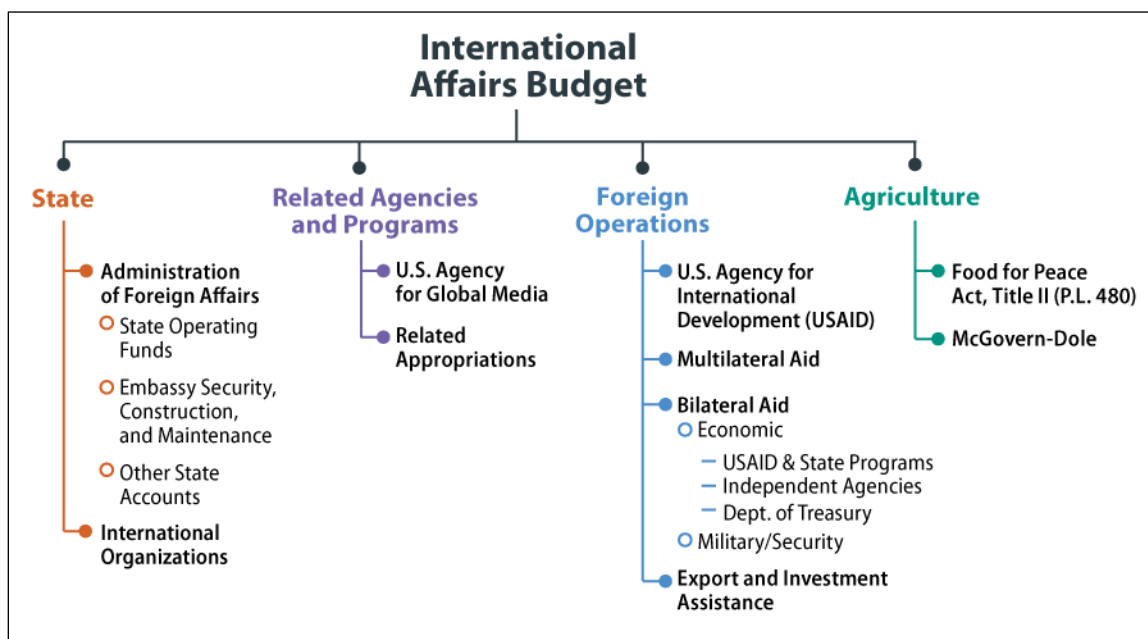 International
Affairs Budget
State
Administration
of Foreign Affairs
State Operating
Funds
Embassy Security,
Construction,
and Maintenance
Other State
Accounts
International
Organizations
Related Agencies
and Programs
U.S. Agency
for Global Media
Related
Appropriations
Foreign
Operations
U.S. Agency for
International
Development (USAID)
Multilateral Aid
Bilateral Aid
Economic
USAID & State Programs
Independent Agencies
Dept. of Treasury
Military/Security
Export and Investment
Assistance
Agriculture
Food for Peace
Act, Title II (P.L. 480)
McGovern-Dole